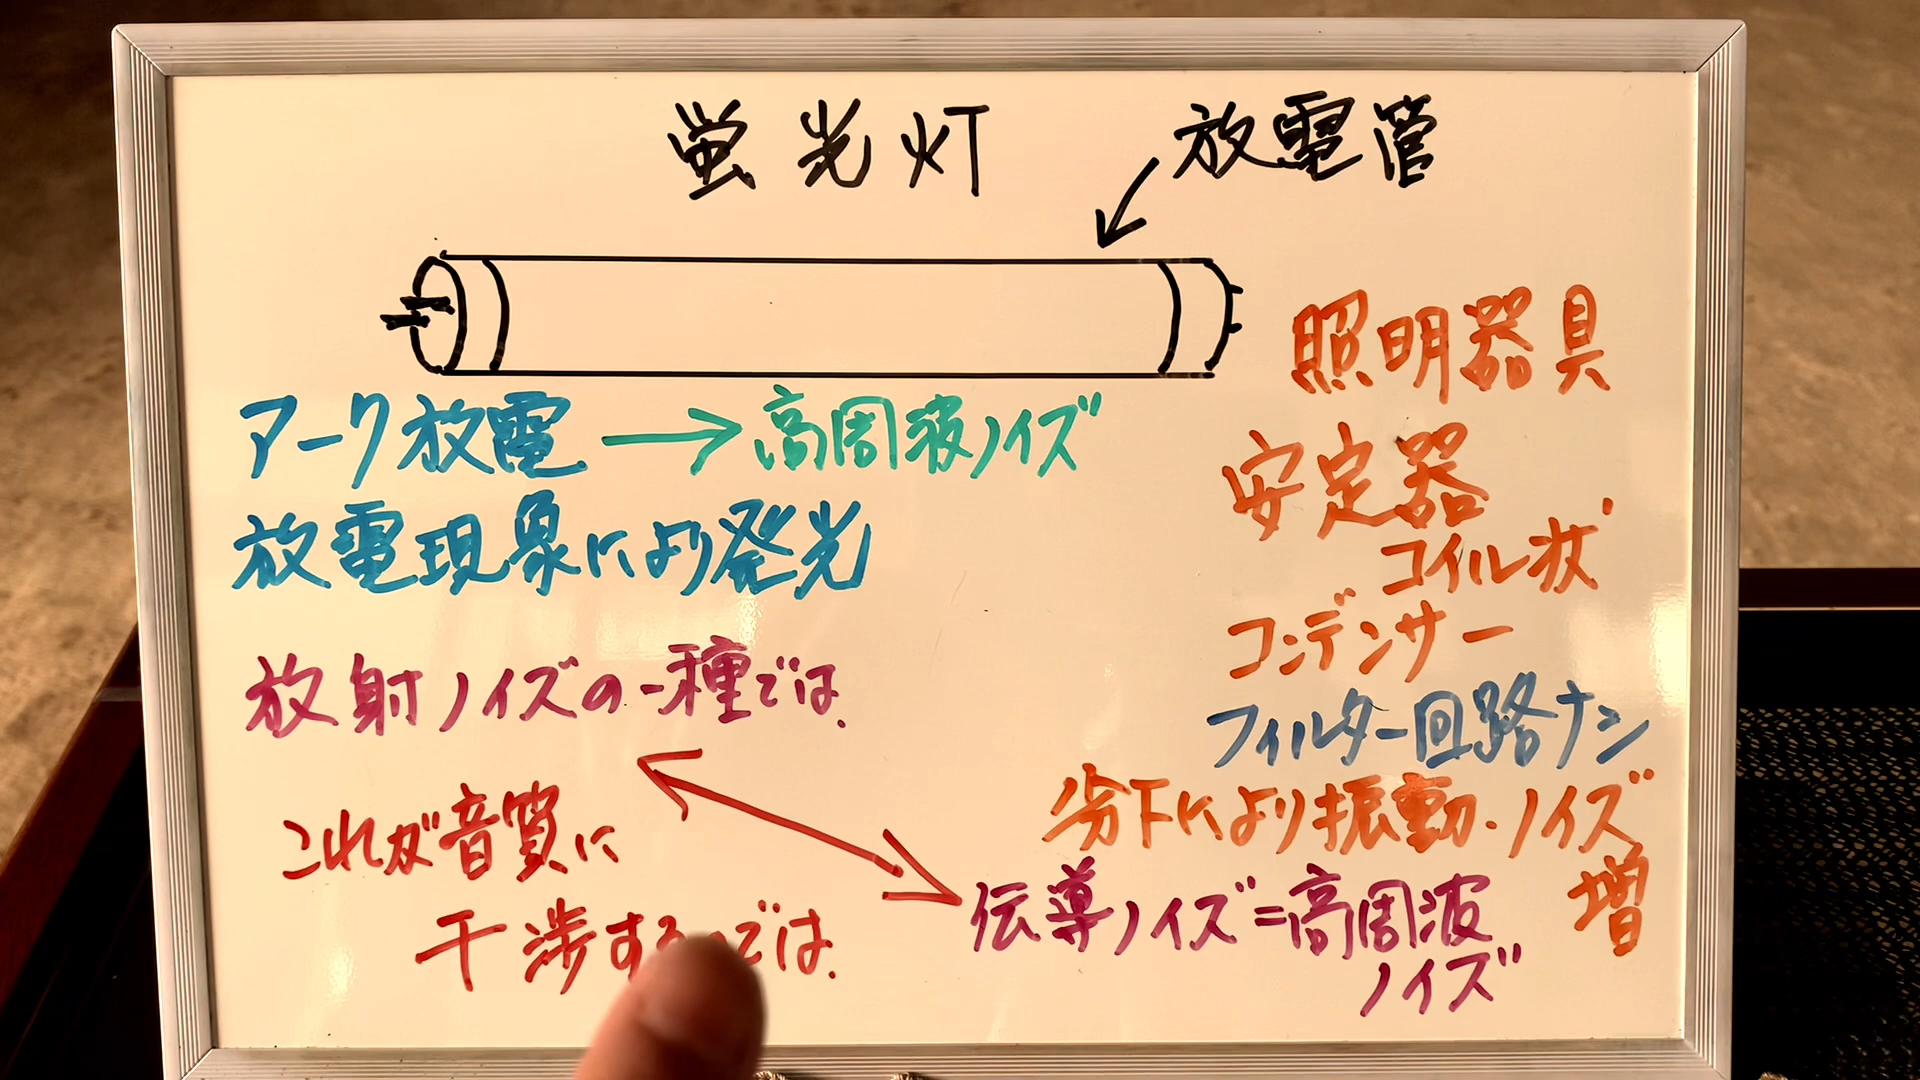 蛍光灯
放電管
アーク放電→高周波ノイズ
放電現象により発光
放射ノイズの一種では、
これが音質に
干渉するのでは、
照明器具
安定器
コイル状
コンデンサー
フィルター回路ナシ
劣下により振動・ノイズ
増
伝導ノイズ=高周波
ノイズ